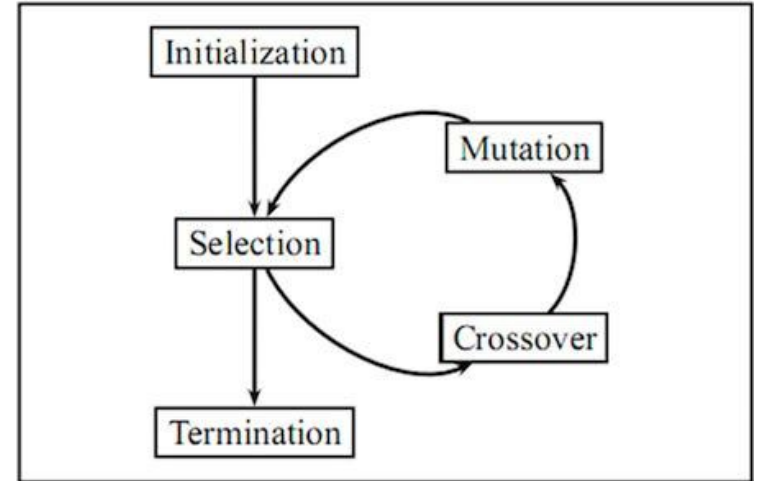 Initialization
Mutation
Selection
Crossover
Termination